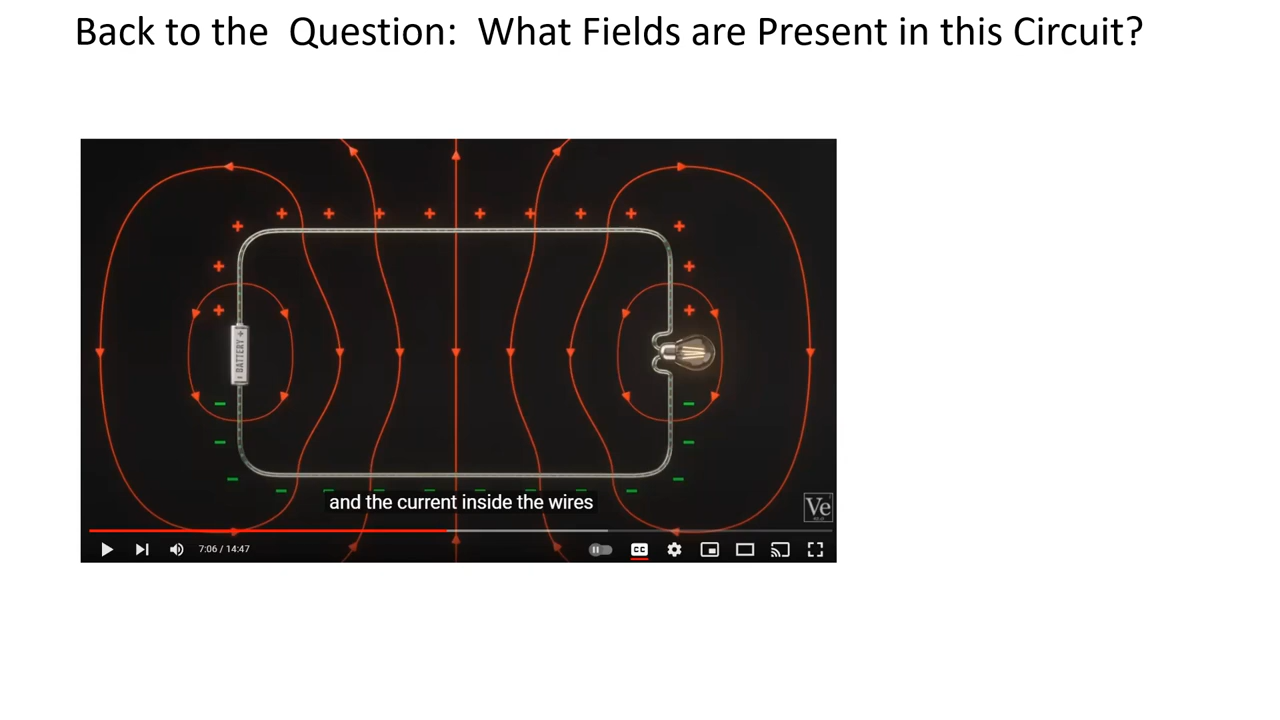 Back to the  Question:  What Fields are Present in this Circuit?
BATTERY +
and the current inside the wires
Ve
7:06 / 14:47
CC